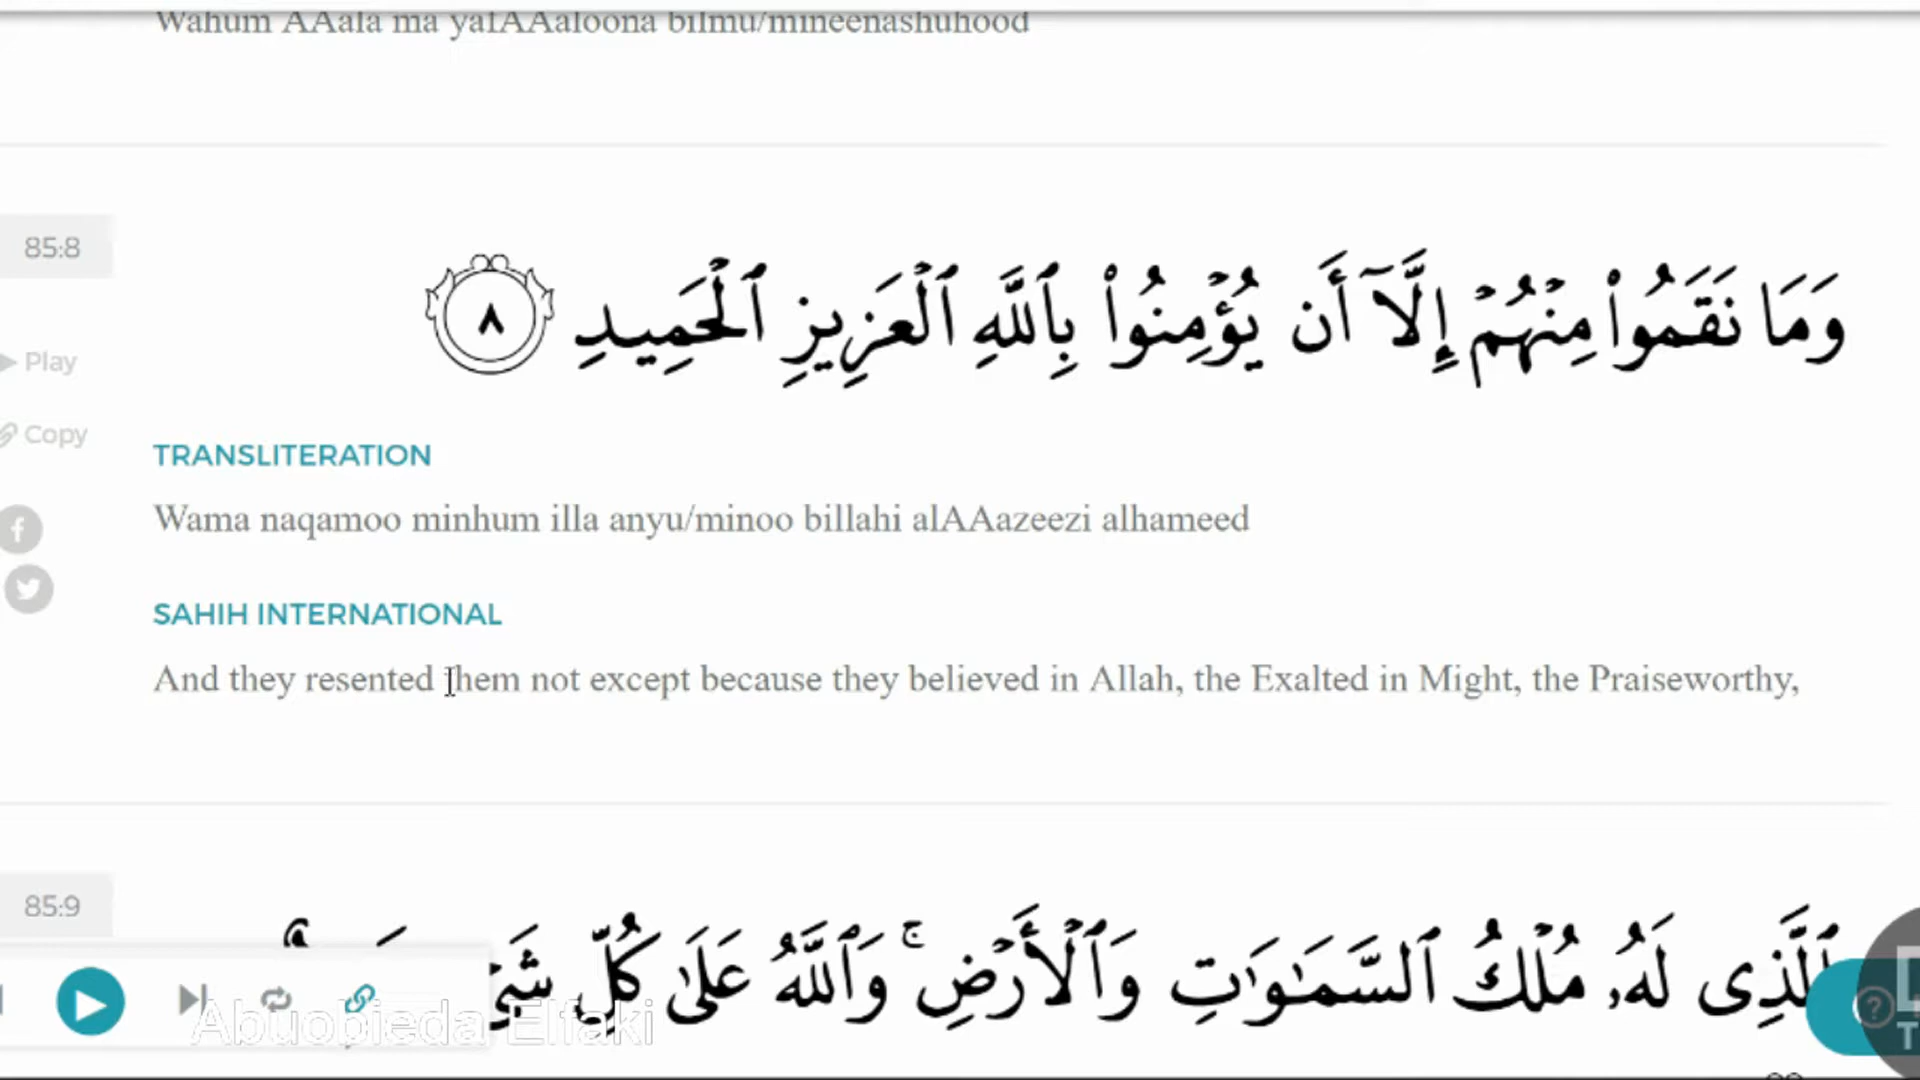 Wahum AAala ma yafAAaloona bilmu/mineenashuhood
85:8
وَمَا نَقَمُوا۟ مِنْهُمْ إِلَّآ أَن يُؤْمِنُوا۟ بِٱللَّهِ ٱلْعَزِيزِ ٱلْحَمِيدِ ٨
Play
Copy
TRANSLITERATION
Wama naqamoo minhum illa anyu/minoo billahi alAAazeezi alhameed
SAHIH INTERNATIONAL
And they resented them not except because they believed in Allah, the Exalted in Might, the Praiseworthy,
85:9
ٱلَّذِى لَهُۥ مُلْكُ ٱلسَّمَـٰوَٰتِ وَٱلْأَرْضِ ۚ وَٱللَّهُ عَلَىٰ كُلِّ شَىْ
Abuobieda Elfaki